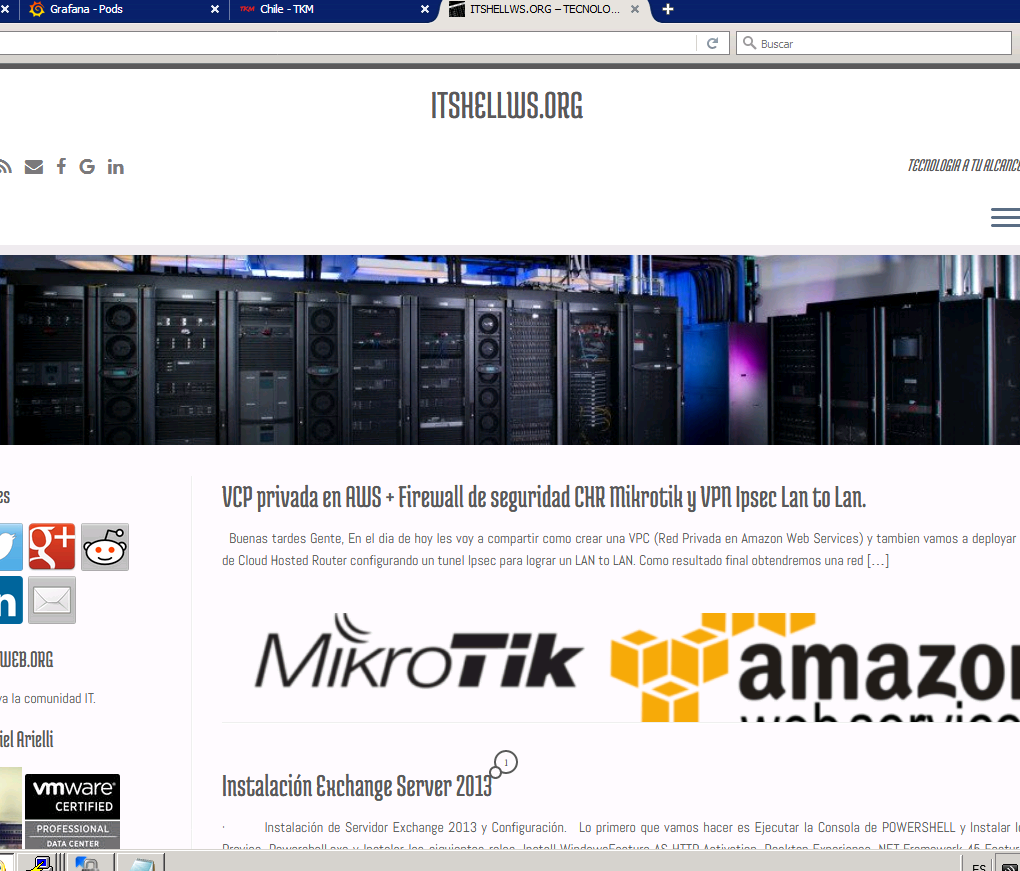 Grafana - Pods
TKM Chile - TKM
ITSHELLWS.ORG – TECNOLO...
Buscar
ITSHELLWS.ORG
TECNOLOGIA A TU ALCANCE
es
g+
in
WEB.ORG
va la comunidad IT.
iel Arielli
vmware
CERTIFIED
PROFESSIONAL
DATA CENTER
VCP privada en AWS + Firewall de seguridad CHR Mikrotik y VPN Ipsec Lan to Lan.
Buenas tardes Gente, En el dia de hoy les voy a compartir como crear una VPC (Red Privada en Amazon Web Services) y tambien vamos a deployar
de Cloud Hosted Router configurando un tunel Ipsec para lograr un LAN to LAN. Como resultado final obtendremos una red […]
MikroTik
amazon
webservices
1
Instalación Exchange Server 2013
· Instalación de Servidor Exchange 2013 y Configuración. Lo primero que vamos hacer es Ejecutar la Consola de POWERSHELL y Instalar l
ES